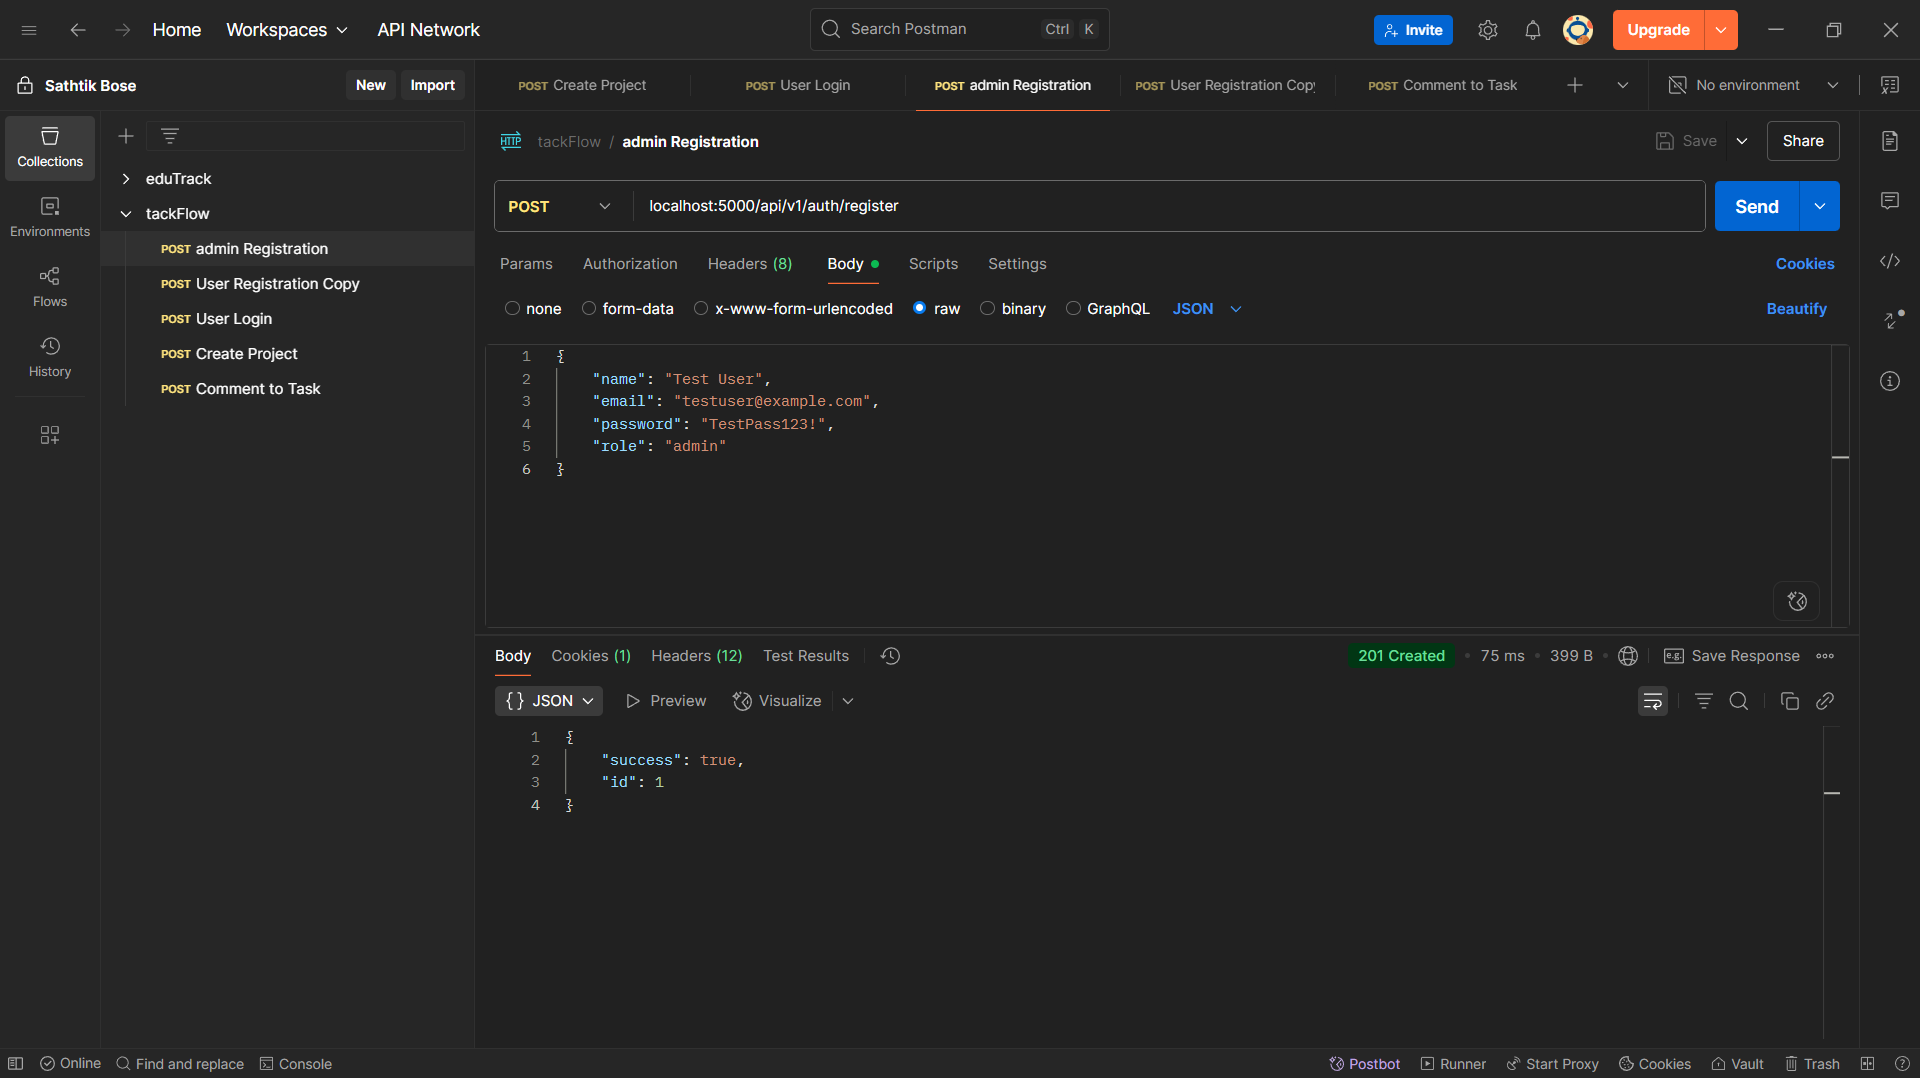 Home Workspaces API Network Search Postman Ctrl K Invite Upgrade
Sathtik Bose New Import POST Create Project POST User Login POST admin Registration POST User Registration Copy POST Comment to Task No environment
Collections
Environments
Flows
History
eduTrack
tackFlow
POST admin Registration
POST User Registration Copy
POST User Login
POST Create Project
POST Comment to Task
HTTP tackFlow / admin Registration Save Share
POST localhost:5000/api/v1/auth/register Send
Params Authorization Headers (8) Body Scripts Settings Cookies
none form-data x-www-form-urlencoded raw binary GraphQL JSON Beautify
1 {
2 "name": "Test User",
3 "email": "testuser@example.com",
4 "password": "TestPass123!",
5 "role": "admin"
6 }
Body Cookies (1) Headers (12) Test Results 201 Created • 75 ms • 399 B • e.g. Save Response
{} JSON Preview Visualize
1 {
2 "success": true,
3 "id": 1
4 }
Online Find and replace Console Postbot Runner Start Proxy Cookies Vault Trash